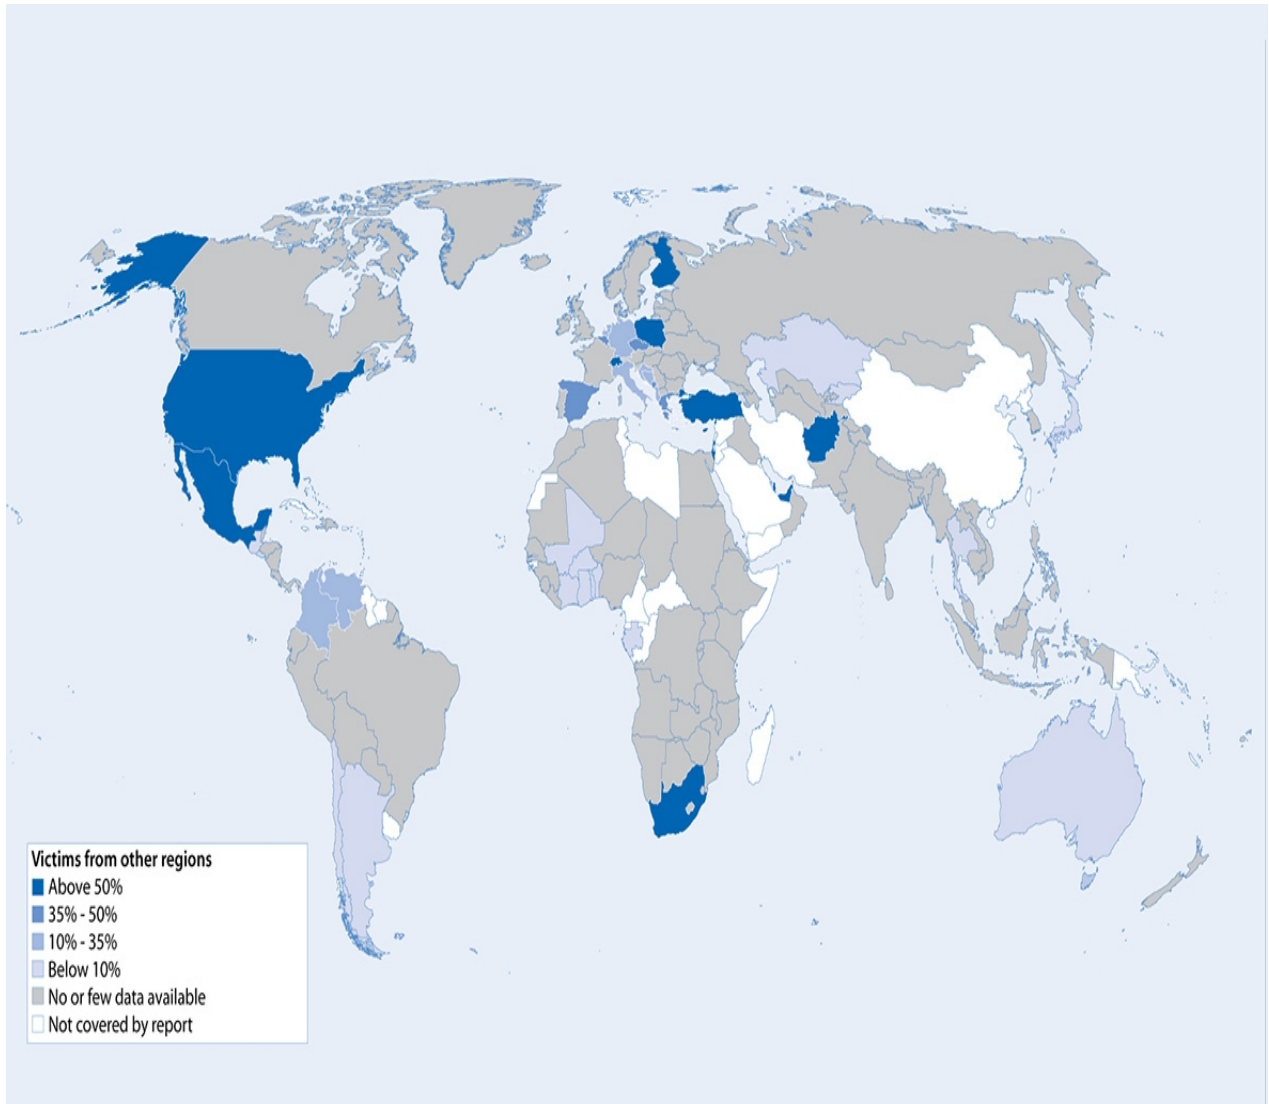 Victims from other regions
Above 50%
35% - 50%
10% - 35%
Below 10%
No or few data available
Not covered by report